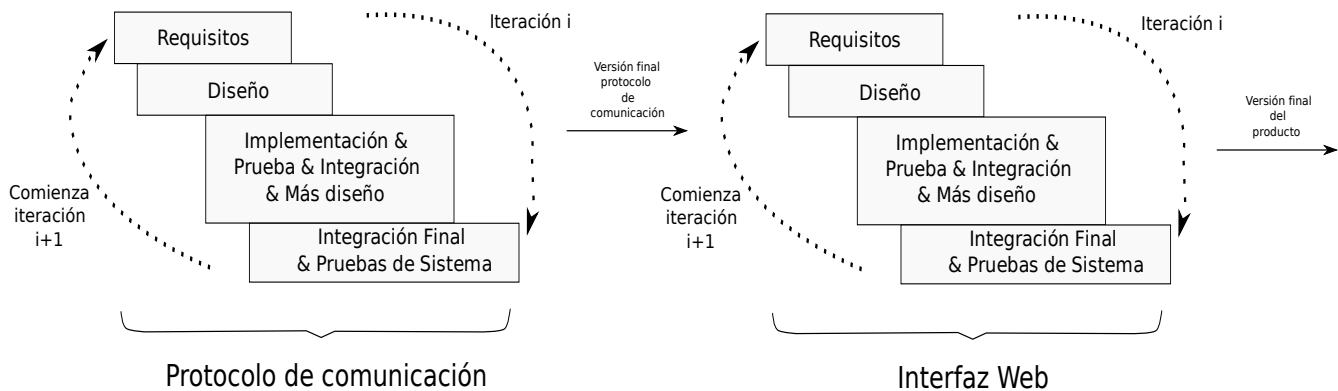 Iteración i
Requisitos
Diseño
Implementación &
Prueba & Integración
& Más diseño
Integración Final
& Pruebas de Sistema
Comienza
iteración
i+1
Protocolo de comunicación
Versión final
protocolo
de
comunicación
Iteración i
Requisitos
Diseño
Implementación &
Prueba & Integración
& Más diseño
Integración Final
& Pruebas de Sistema
Comienza
iteración
i+1
Interfaz Web
Versión final
del
producto